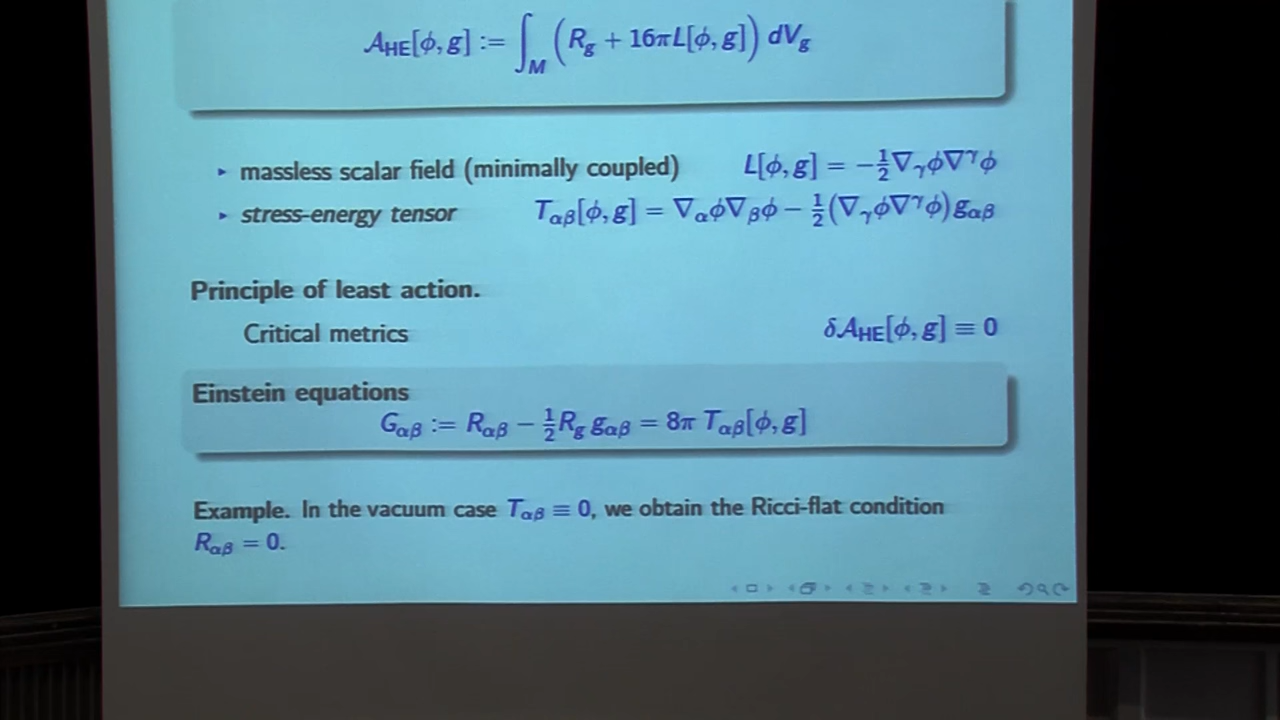 A_HE[ϕ, g] := ∫_M (R_g + 16πL[ϕ, g]) dV_g
‣ massless scalar field (minimally coupled) L[ϕ, g] = −½∇_γϕ∇^γϕ
‣ stress-energy tensor T_αβ[ϕ, g] = ∇_αϕ∇_βϕ − ½(∇_γϕ∇^γϕ)g_αβ
Principle of least action.
Critical metrics δA_HE[ϕ, g] ≡ 0
Einstein equations
G_αβ := R_αβ − ½R_g g_αβ = 8π T_αβ[ϕ, g]
Example. In the vacuum case T_αβ ≡ 0, we obtain the Ricci-flat condition
R_αβ = 0.